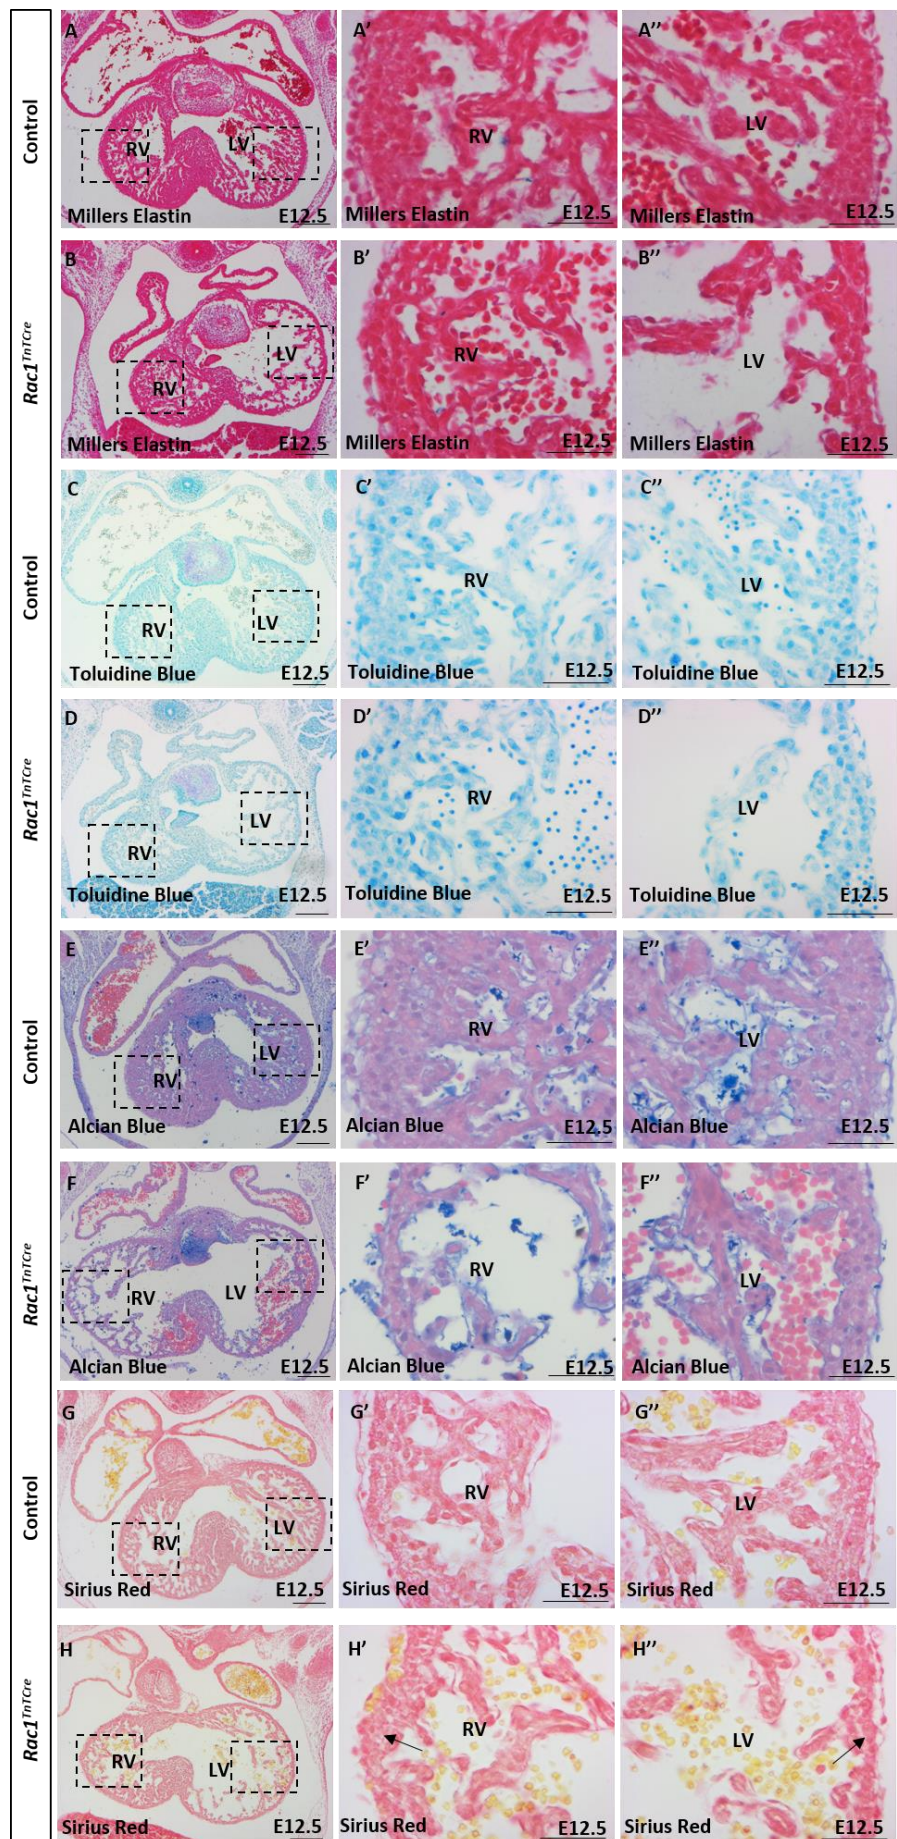 Control
A
RV
LV
Millers Elastin
E12.5
A’
RV
Millers Elastin
E12.5
A’’
LV
Millers Elastin
E12.5
Rac1TnTCre
B
LV
RV
Millers Elastin
E12.5
B’
RV
Millers Elastin
E12.5
B’’
LV
Millers Elastin
E12.5
Control
C
RV
LV
Toluidine Blue
E12.5
C’
RV
Toluidine Blue
E12.5
C’’
LV
Toluidine Blue
E12.5
Rac1TnTCre
D
LV
RV
Toluidine Blue
E12.5
D’
RV
Toluidine Blue
E12.5
D’’
LV
Toluidine Blue
E12.5
Control
E
LV
RV
Alcian Blue
E12.5
E’
RV
Alcian Blue
E12.5
E’’
LV
Alcian Blue
E12.5
Rac1TnTCre
F
RV
LV
Alcian Blue
E12.5
F’
RV
Alcian Blue
E12.5
F’’
LV
Alcian Blue
E12.5
Control
G
LV
RV
Sirius Red
E12.5
G’
RV
Sirius Red
E12.5
G’’
LV
Sirius Red
E12.5
Rac1TnTCre
H
RV
LV
Sirius Red
E12.5
H’
RV
Sirius Red
E12.5
H’’
LV
Sirius Red
E12.5